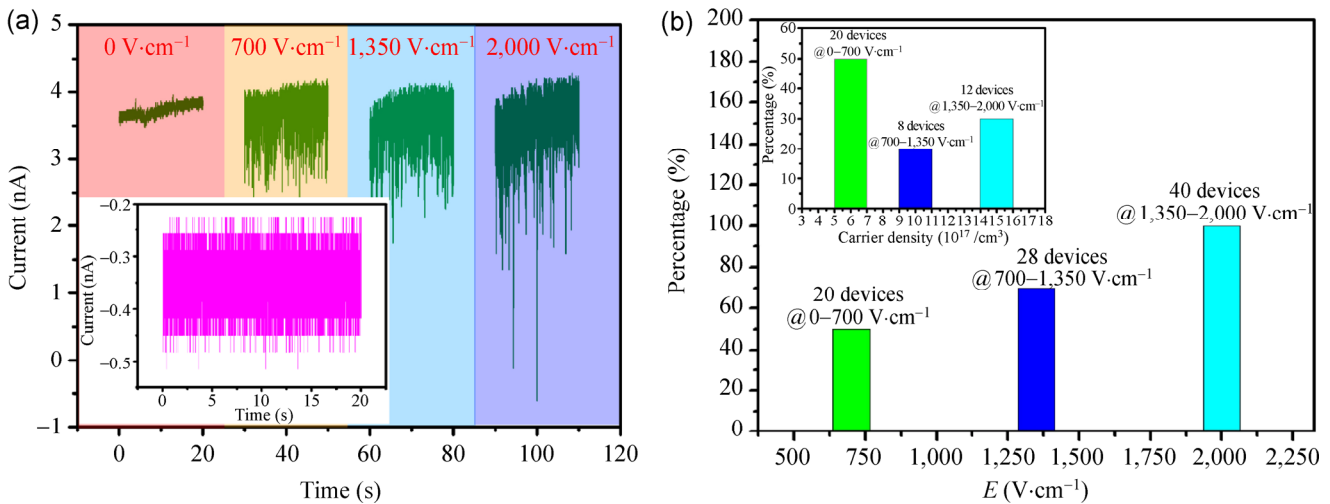 (a)
0 V·cm⁻¹
700 V·cm⁻¹
1,350 V·cm⁻¹
2,000 V·cm⁻¹
5
4
3
2
1
0
−1
Current (nA)
0
20
40
60
80
100
120
Time (s)
−0.2
−0.3
−0.4
−0.5
Current (nA)
0
5
10
15
20
Time (s)
(b)
200
180
160
140
120
100
80
60
40
20
0
Percentage (%)
20 devices
@0–700 V·cm⁻¹
28 devices
@700–1,350 V·cm⁻¹
40 devices
@1,350–2,000 V·cm⁻¹
500
750
1,000
1,250
1,500
1,750
2,000
2,250
E (V·cm⁻¹)
60
50
40
30
20
10
0
Percentage (%)
20 devices
@0–700 V·cm⁻¹
8 devices
@700–1,350 V·cm⁻¹
12 devices
@1,350–2,000 V·cm⁻¹
3 4 5 6 7 8 9 10 11 12 13 14 15 16 17 18
Carrier density (10¹⁷ /cm³)